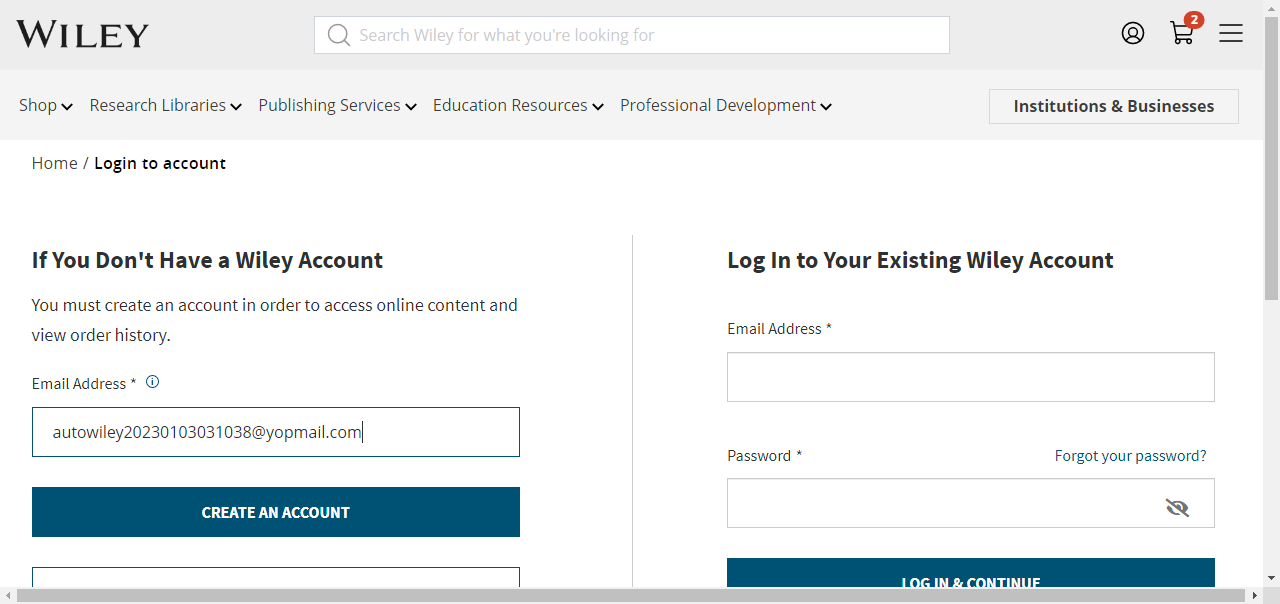 WILEY
Search Wiley for what you're looking for
2
Shop
Research Libraries
Publishing Services
Education Resources
Professional Development
Institutions & Businesses
Home / Login to account
If You Don't Have a Wiley Account
You must create an account in order to access online content and
view order history.
Email Address *
autowiley20230103031038@yopmail.com
CREATE AN ACCOUNT
Log In to Your Existing Wiley Account
Email Address *
Password *
Forgot your password?
LOG IN & CONTINUE